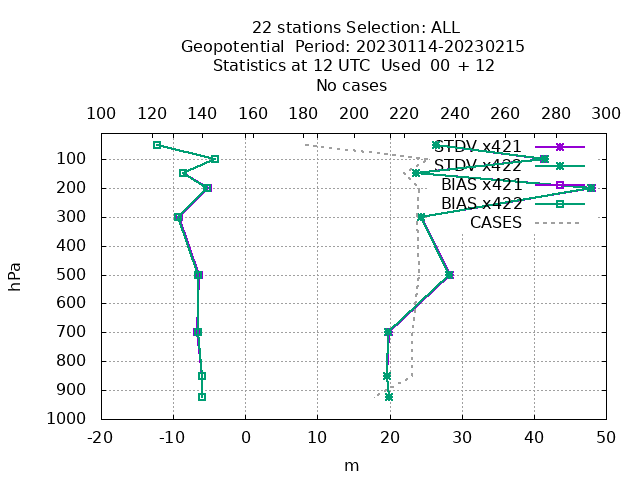 22 stations Selection: ALL
Geopotential  Period: 20230114-20230215
Statistics at 12 UTC  Used  00 + 12
No cases
100 120 140 160 180 200 220 240 260 280 300
STDV x421
STDV x422
BIAS x421
BIAS x422
CASES
100
200
300
400
500
600
700
800
900
1000
hPa
-20 -10 0 10 20 30 40 50
m